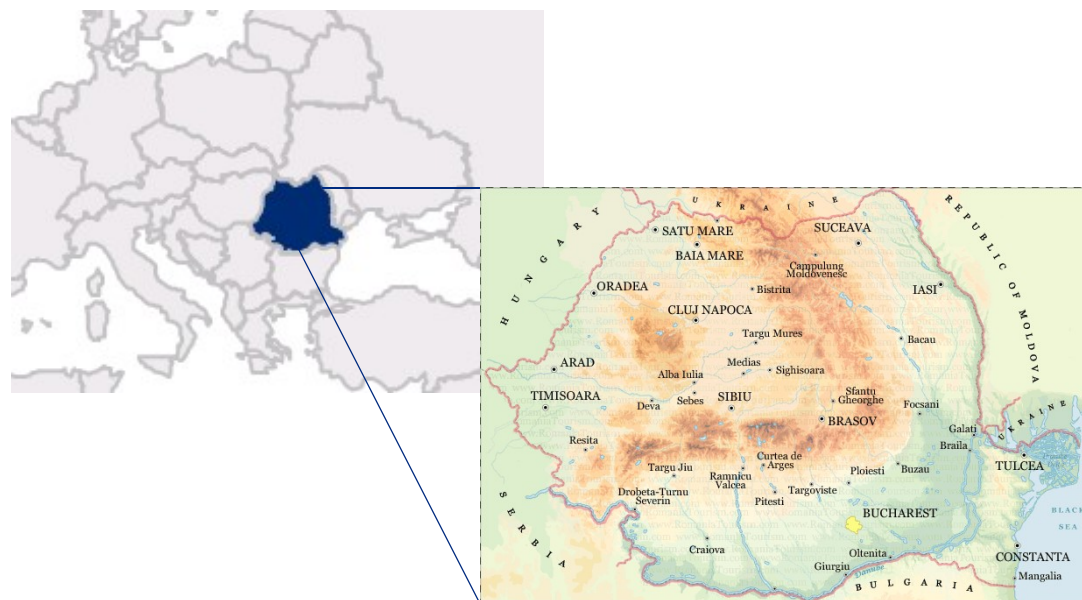 UKRAINE
HUNGARY
REPUBLIC OF MOLDOVA
SATU MARE
SUCEAVA
BAIA MARE
Campulung
Moldovenesc
ORADEA
Bistrita
IASI
CLUJ NAPOCA
Targu Mures
Bacau
ARAD
Medias
Sighisoara
Alba Iulia
TIMISOARA
Deva
Sebes
SIBIU
Sfantu
Gheorghe
Focsani
BRASOV
UKRAINE
Galati
Resita
Braila
Curtea de
Arges
TULCEA
Targu Jiu
Ramnicu
Valcea
Ploiesti
Buzau
Drobeta-Turnu
Severin
Pitesti
Targoviste
SERBIA
BUCHAREST
BLACK
SEA
Craiova
Oltenita
CONSTANTA
Giurgiu
Danube
Mangalia
BULGARIA